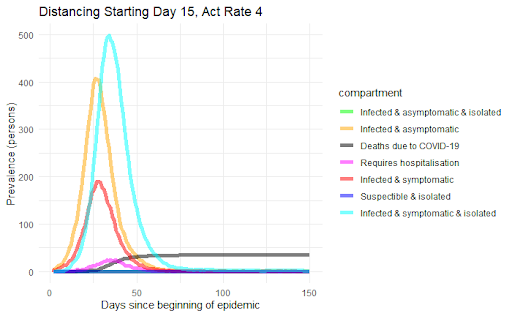 Distancing Starting Day 15, Act Rate 4
500
400
300
200
100
0
Prevalence (persons)
0
50
100
150
Days since beginning of epidemic
compartment
Infected & asymptomatic & isolated
Infected & asymptomatic
Deaths due to COVID-19
Requires hospitalisation
Infected & symptomatic
Suspectible & isolated
Infected & symptomatic & isolated